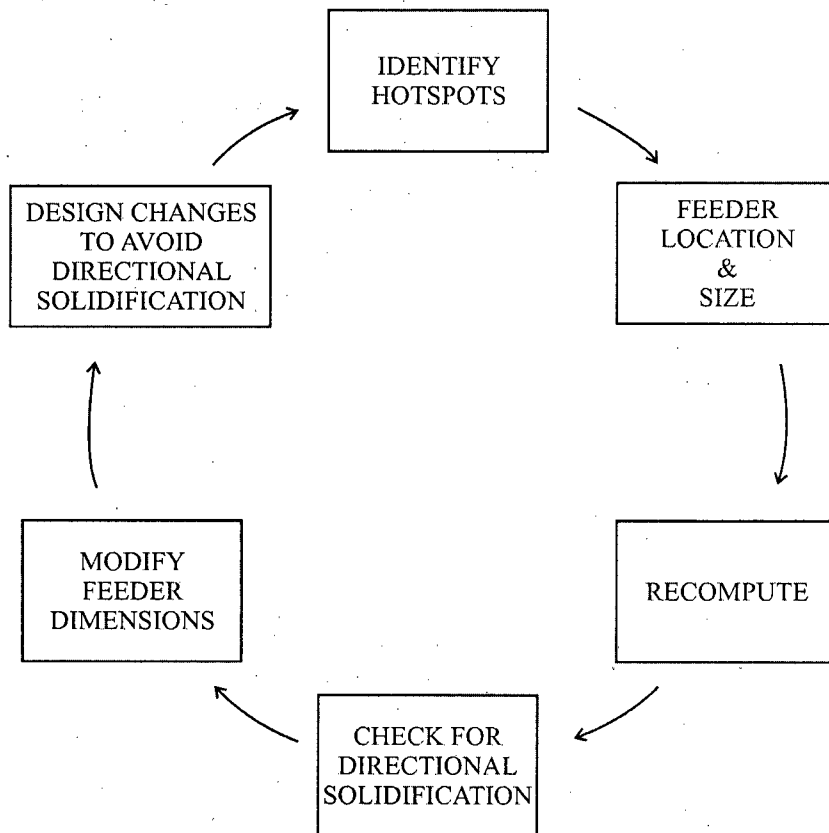 IDENTIFY
HOTSPOTS
FEEDER
LOCATION
&
SIZE
RECOMPUTE
CHECK FOR
DIRECTIONAL
SOLIDIFICATION
MODIFY
FEEDER
DIMENSIONS
DESIGN CHANGES
TO AVOID
DIRECTIONAL
SOLIDIFICATION